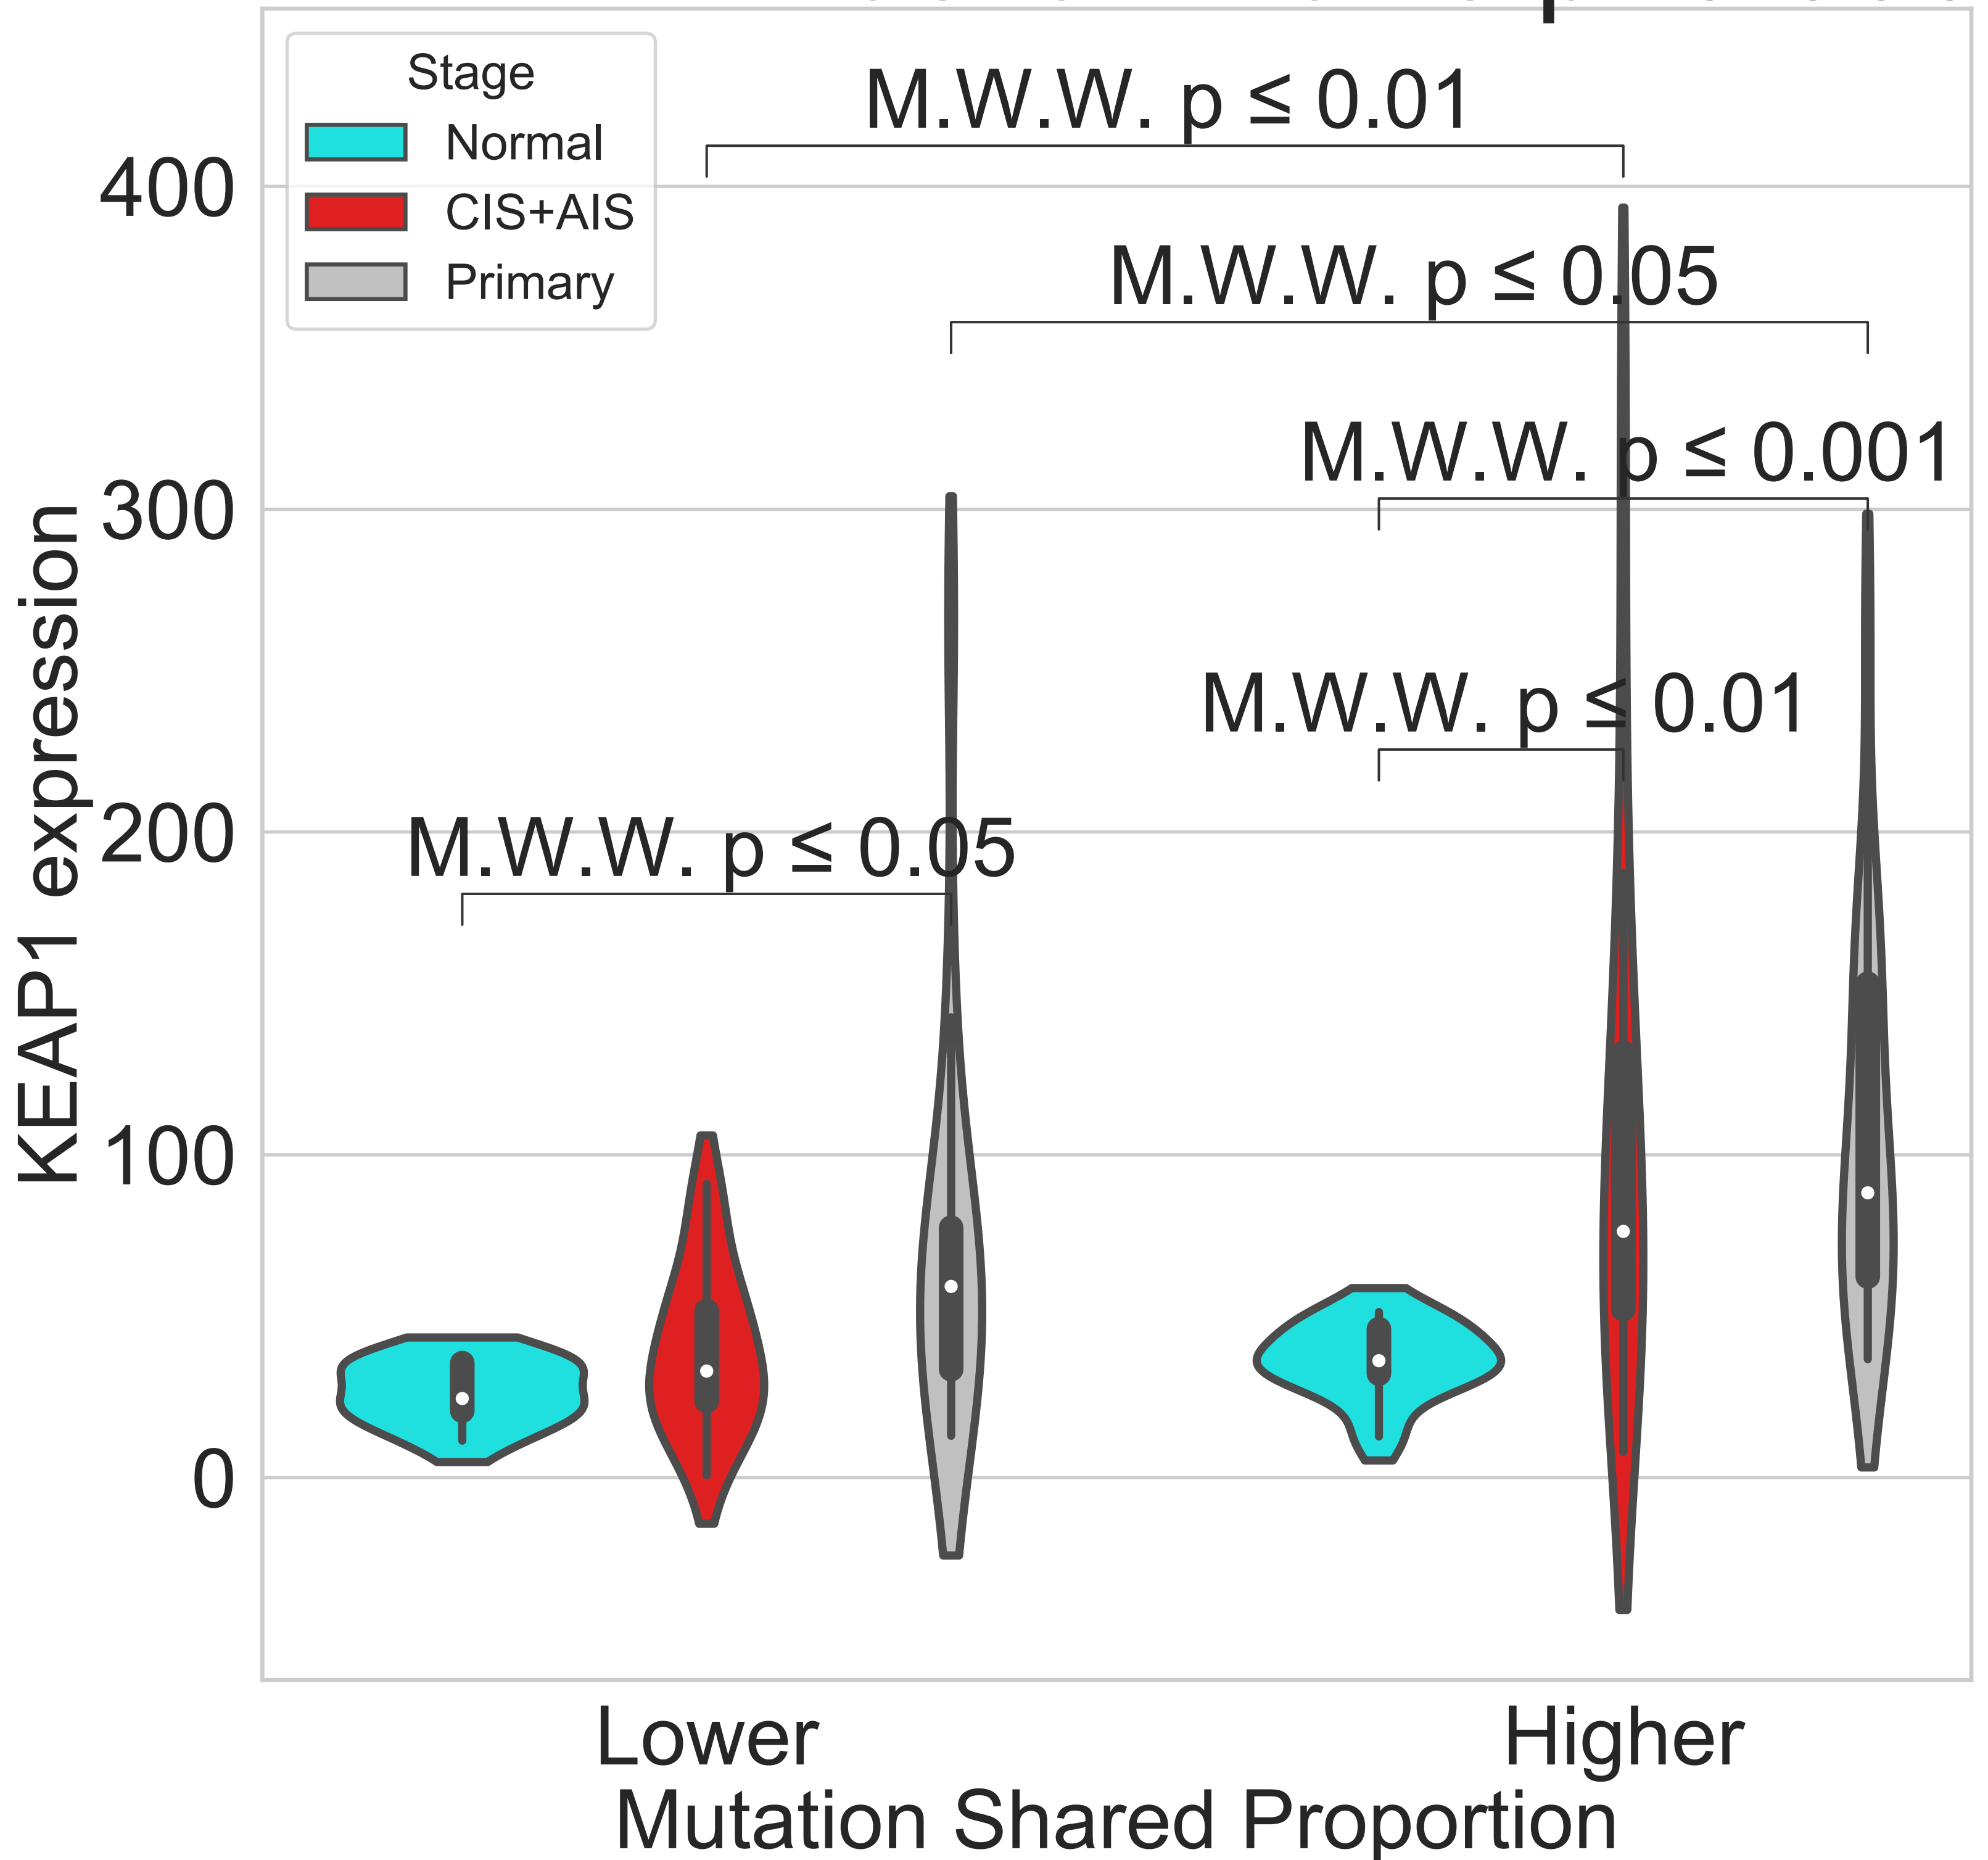 Stage
Normal
CIS+AIS
Primary
M.W.W. p ≤ 0.01
M.W.W. p ≤ 0.05
M.W.W. p ≤ 0.001
M.W.W. p ≤ 0.01
M.W.W. p ≤ 0.05
400
300
200
100
0
KEAP1 expression
Lower
Higher
Mutation Shared Proportion